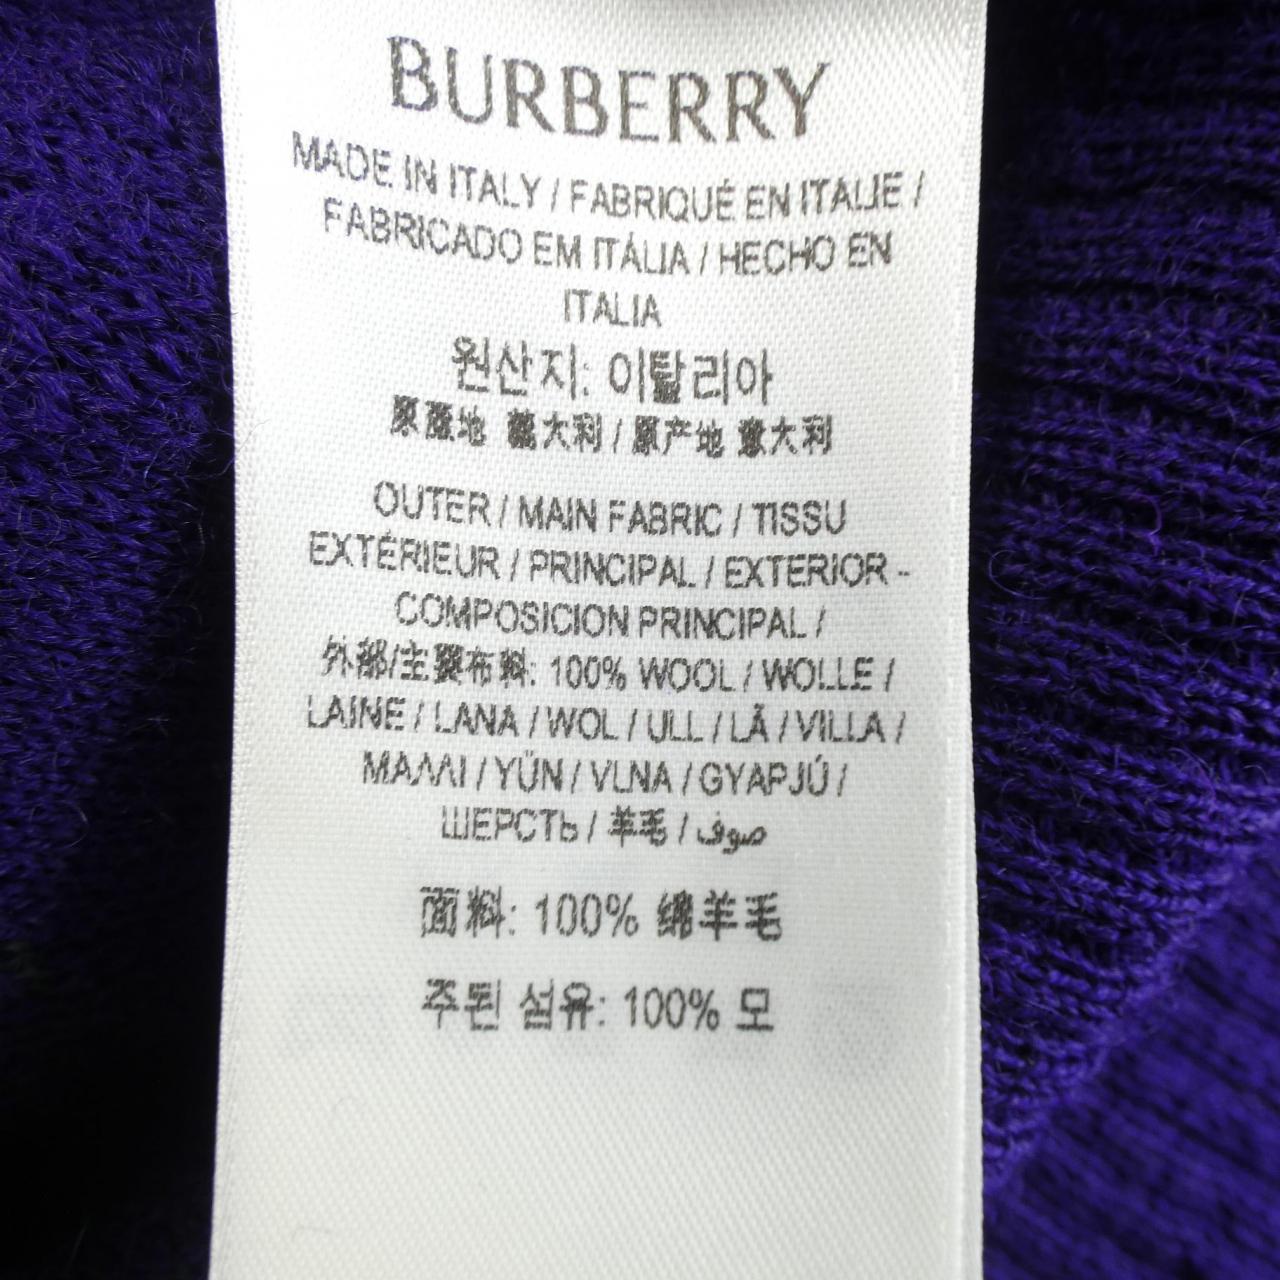 BURBERRY
MADE IN ITALY / FABRIQUÉ EN ITALIE /
FABRICADO EM ITÁLIA / HECHO EN
ITALIA
원산지: 이탈리아
原產地 義大利 / 原产地 意大利
OUTER / MAIN FABRIC / TISSU
EXTÉRIEUR / PRINCIPAL / EXTERIOR -
COMPOSICION PRINCIPAL /
外部/主要布料: 100% WOOL / WOLLE /
LAINE / LANA / WOL / ULL / LÃ / VILLA /
ΜΑΛΛΙ / YÜN / VLNA / GYAPJÚ /
ШЕРСТЬ / 羊毛 / صوف
面料: 100% 绵羊毛
주된 섬유: 100% 모